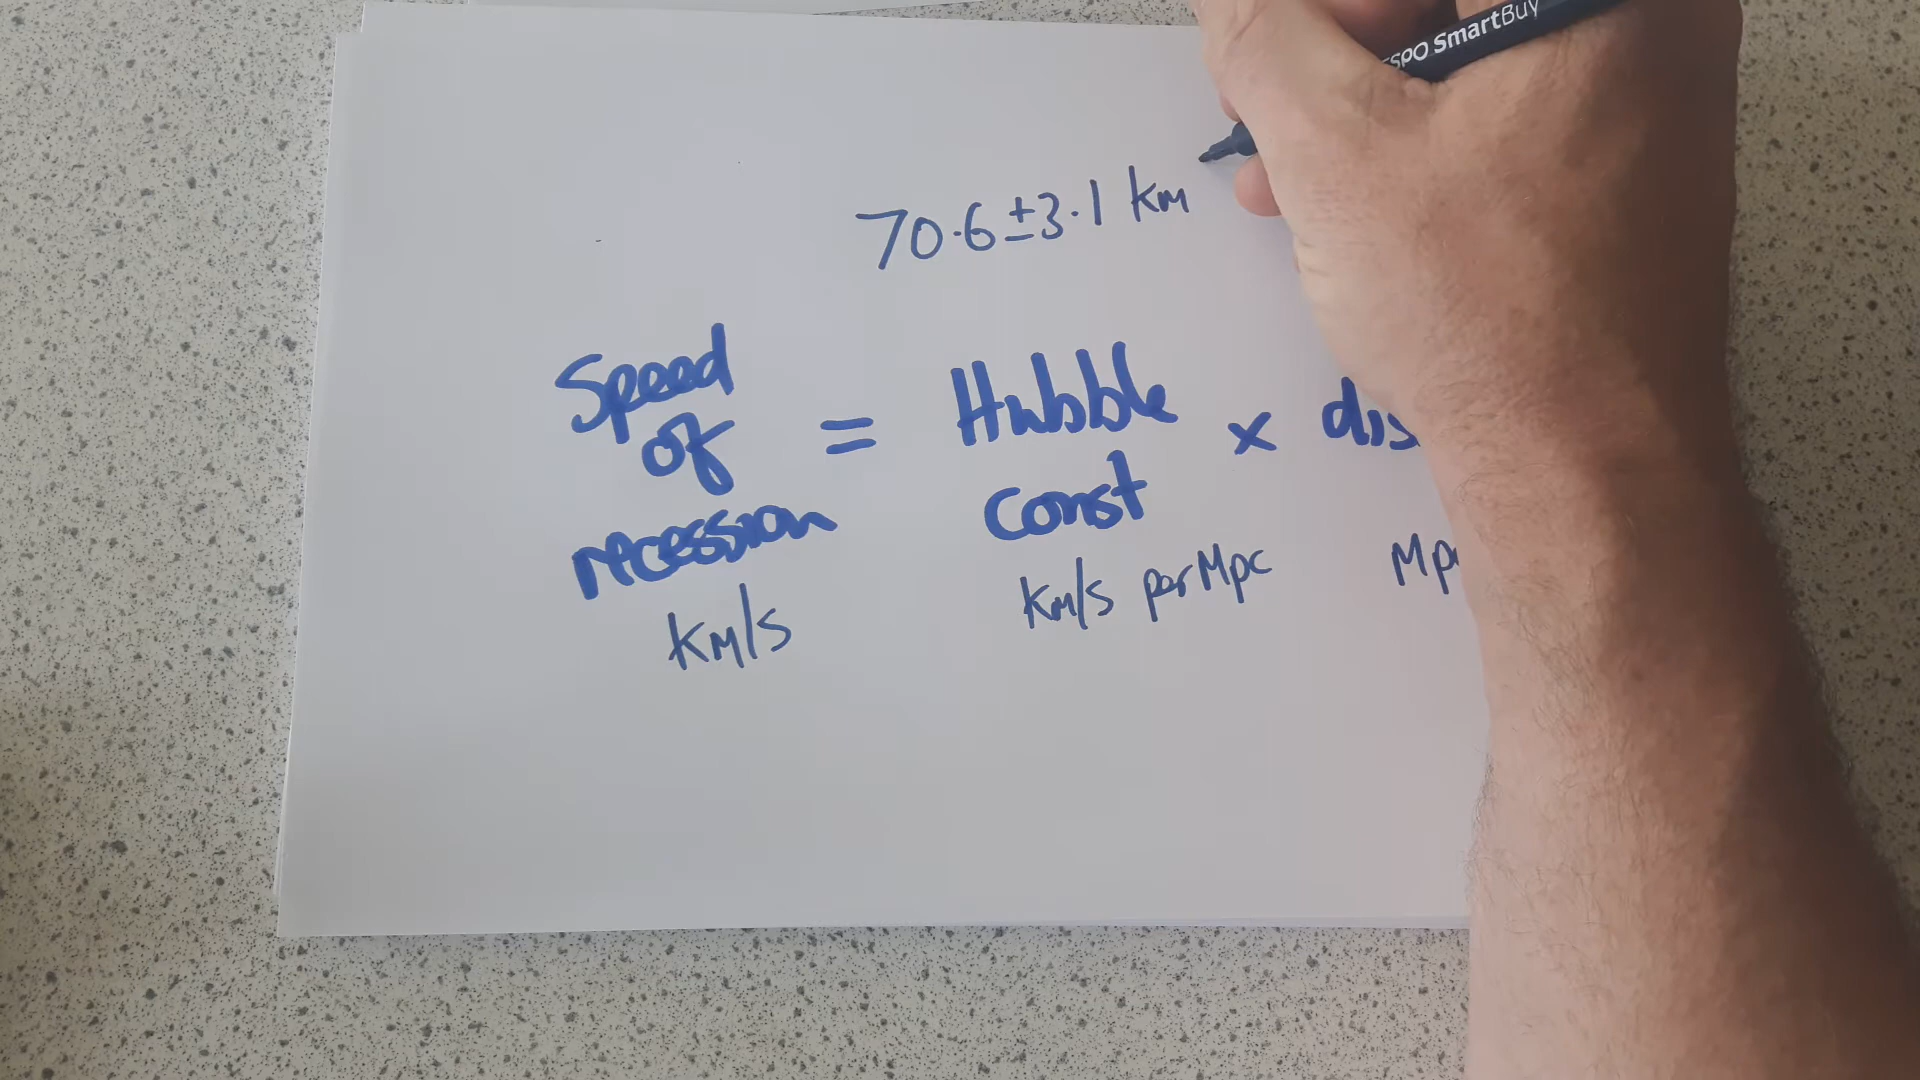 SPO SmartBuy
70.6 ± 3.1 km
Speed
of
recession
= Hubble
const
×
km/s
km/s per Mpc